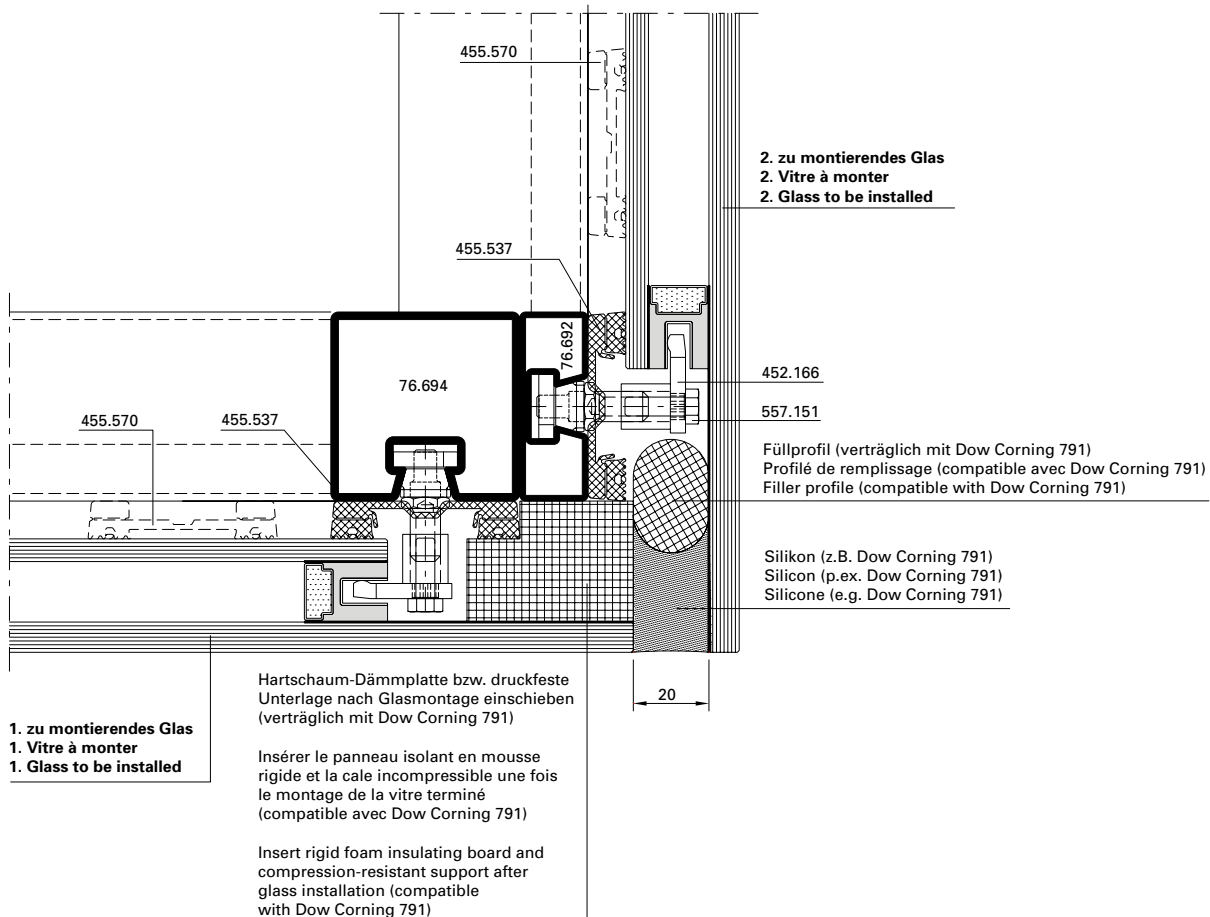 455.570
2. zu montierendes Glas
2. Vitre à monter
2. Glass to be installed
455.537
76.692
76.694
452.166
557.151
455.570
455.537
Füllprofil (verträglich mit Dow Corning 791)
Profilé de remplissage (compatible avec Dow Corning 791)
Filler profile (compatible with Dow Corning 791)
Silikon (z.B. Dow Corning 791)
Silicon (p.ex. Dow Corning 791)
Silicone (e.g. Dow Corning 791)
20
1. zu montierendes Glas
1. Vitre à monter
1. Glass to be installed
Hartschaum-Dämmplatte bzw. druckfeste
Unterlage nach Glasmontage einschieben
(verträglich mit Dow Corning 791)
Insérer le panneau isolant en mousse
rigide et la cale incompressible une fois
le montage de la vitre terminé
(compatible avec Dow Corning 791)
Insert rigid foam insulating board and
compression-resistant support after
glass installation (compatible
with Dow Corning 791)